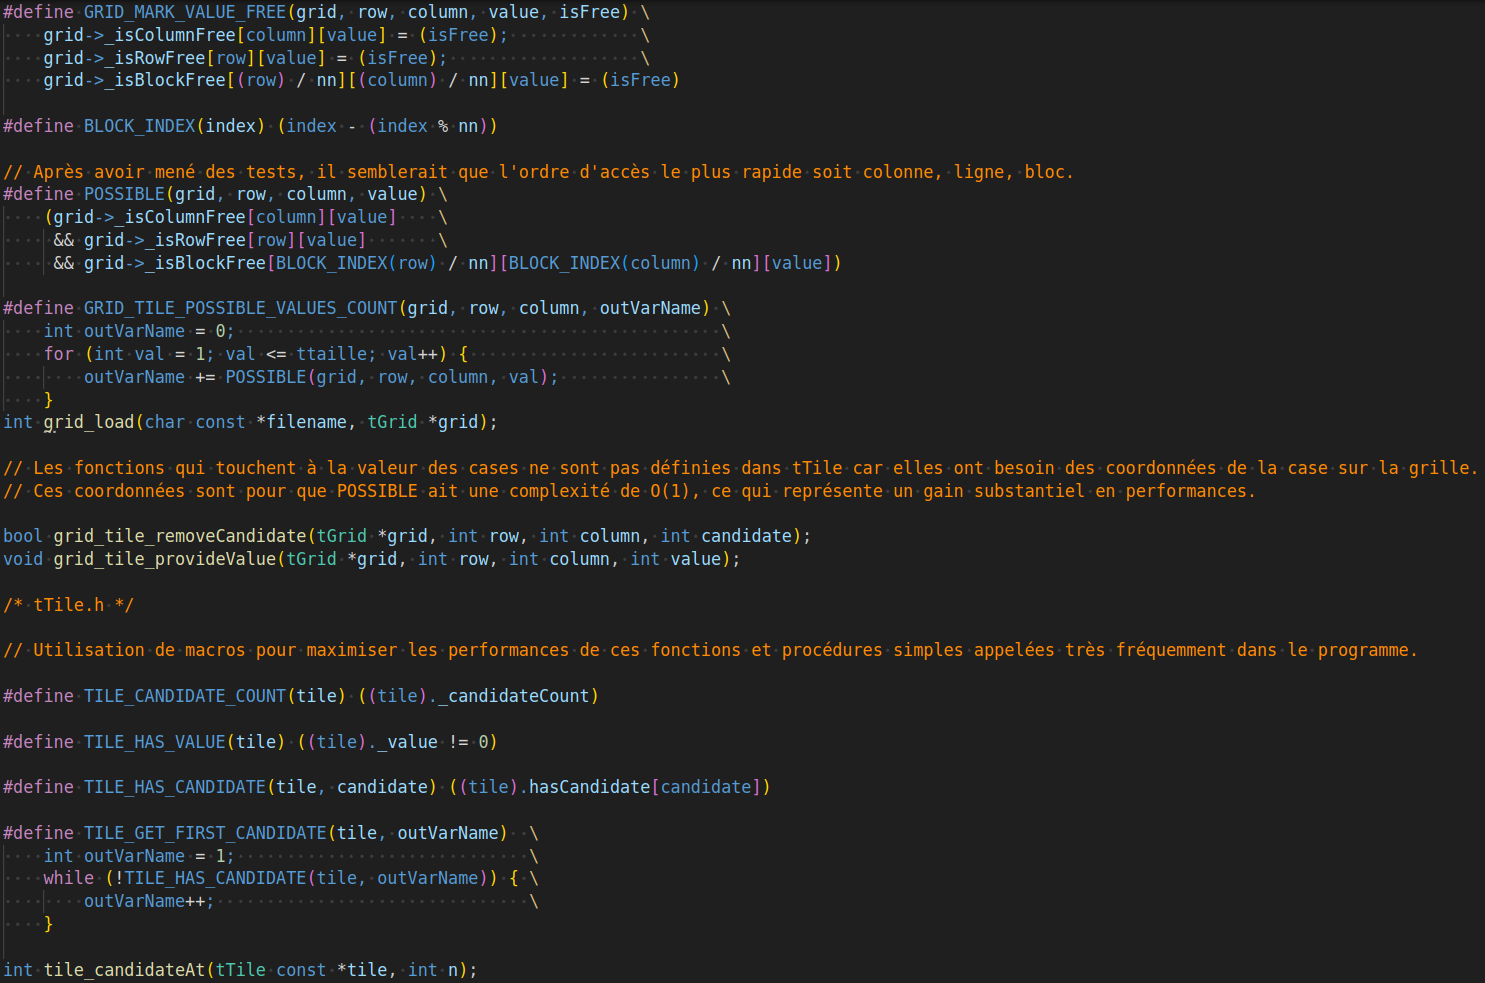 #define GRID_MARK_VALUE_FREE(grid, row, column, value, isFree) \
    grid->_isColumnFree[column][value] = (isFree);             \
    grid->_isRowFree[row][value] = (isFree);                   \
    grid->_isBlockFree[(row) / nn][(column) / nn][value] = (isFree)

#define BLOCK_INDEX(index) (index - (index % nn))

// Après avoir mené des tests, il semblerait que l'ordre d'accès le plus rapide soit colonne, ligne, bloc.
#define POSSIBLE(grid, row, column, value) \
    (grid->_isColumnFree[column][value]    \
     && grid->_isRowFree[row][value]       \
     && grid->_isBlockFree[BLOCK_INDEX(row) / nn][BLOCK_INDEX(column) / nn][value])

#define GRID_TILE_POSSIBLE_VALUES_COUNT(grid, row, column, outVarName) \
    int outVarName = 0;                                                \
    for (int val = 1; val <= ttaille; val++) {                         \
        outVarName += POSSIBLE(grid, row, column, val);                \
    }
int grid_load(char const *filename, tGrid *grid);

// Les fonctions qui touchent à la valeur des cases ne sont pas définies dans tTile car elles ont besoin des coordonnées de la case sur la grille.
// Ces coordonnées sont pour que POSSIBLE ait une complexité de O(1), ce qui représente un gain substantiel en performances.

bool grid_tile_removeCandidate(tGrid *grid, int row, int column, int candidate);
void grid_tile_provideValue(tGrid *grid, int row, int column, int value);

/* tTile.h */

// Utilisation de macros pour maximiser les performances de ces fonctions et procédures simples appelées très fréquemment dans le programme.

#define TILE_CANDIDATE_COUNT(tile) ((tile)._candidateCount)

#define TILE_HAS_VALUE(tile) ((tile)._value != 0)

#define TILE_HAS_CANDIDATE(tile, candidate) ((tile).hasCandidate[candidate])

#define TILE_GET_FIRST_CANDIDATE(tile, outVarName)  \
    int outVarName = 1;                             \
    while (!TILE_HAS_CANDIDATE(tile, outVarName)) { \
        outVarName++;                               \
    }

int tile_candidateAt(tTile const *tile, int n);